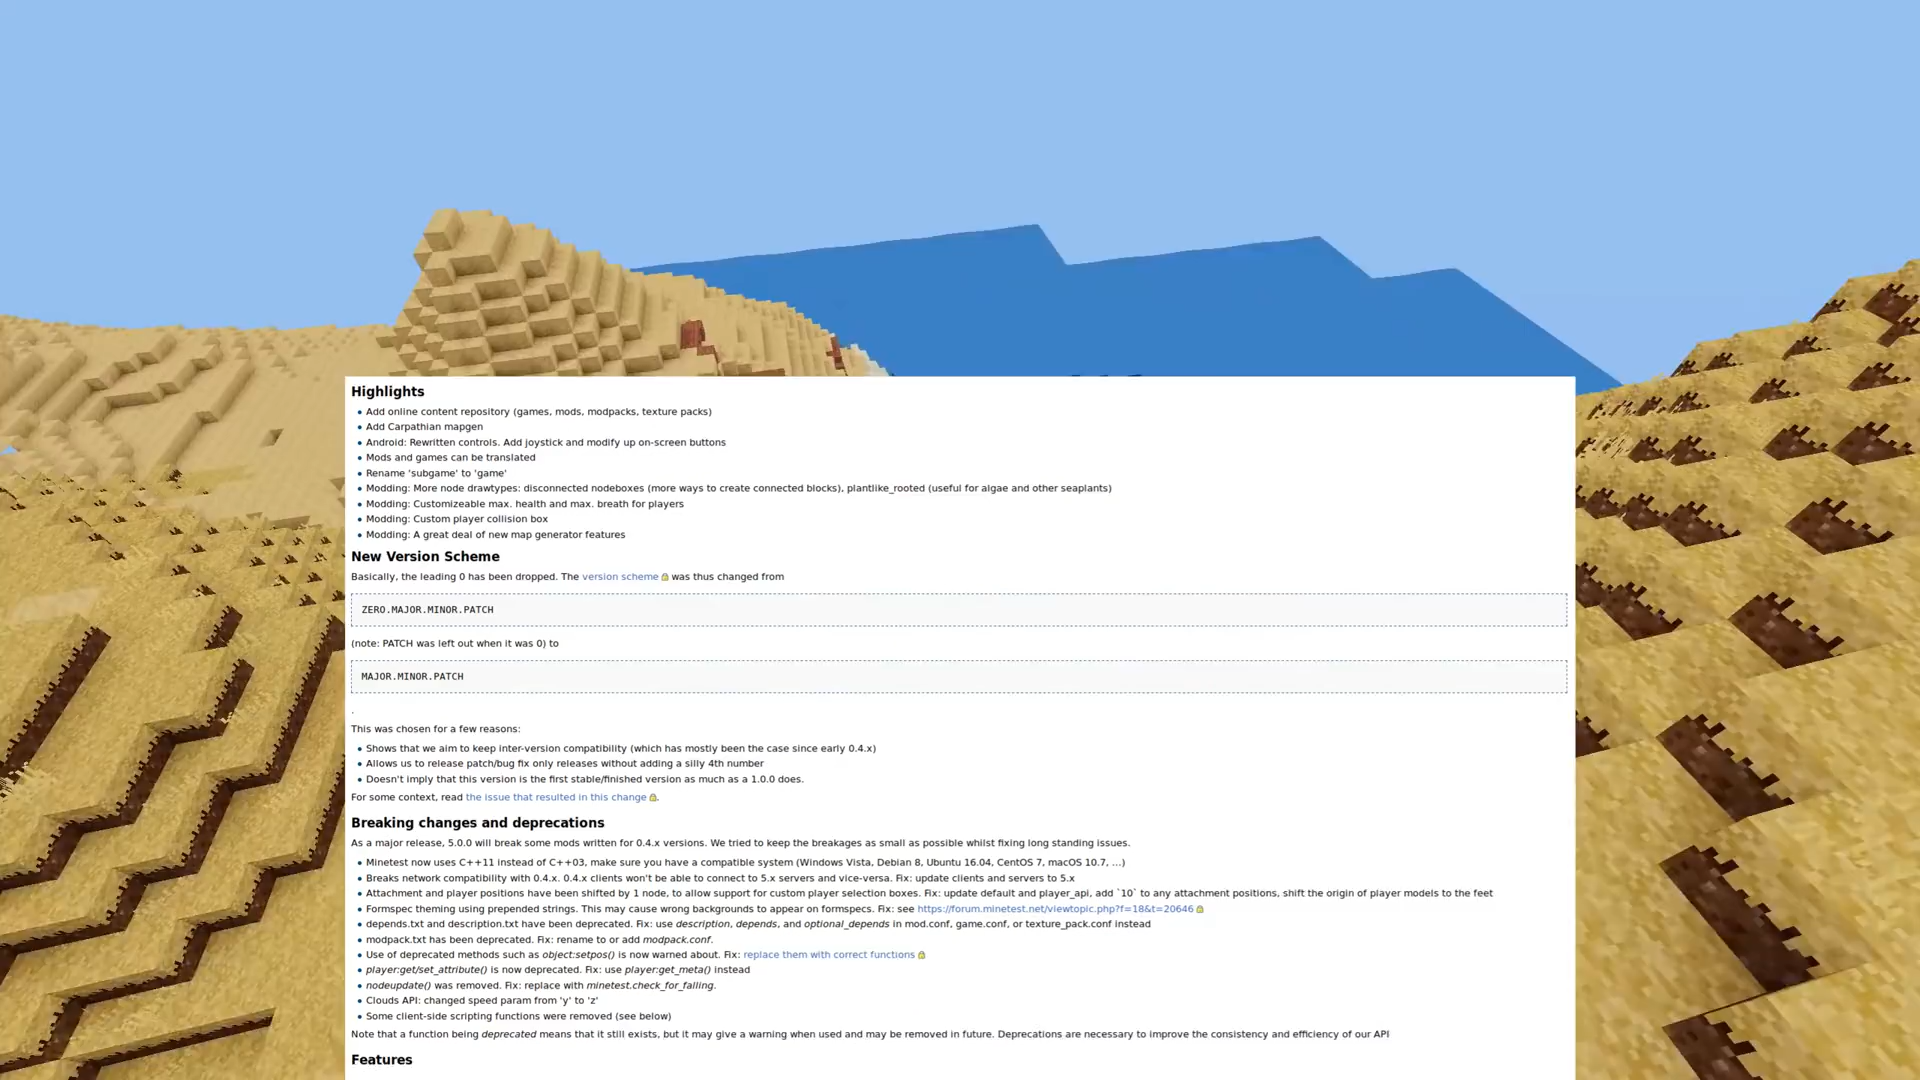 Highlights
Add online content repository (games, mods, modpacks, texture packs)
Add Carpathian mapgen
Android: Rewritten controls. Add joystick and modify up on-screen buttons
Mods and games can be translated
Rename 'subgame' to 'game'
Modding: More node drawtypes: disconnected nodeboxes (more ways to create connected blocks), plantlike_rooted (useful for algae and other seaplants)
Modding: Customizeable max. health and max. breath for players
Modding: Custom player collision box
Modding: A great deal of new map generator features
New Version Scheme
Basically, the leading 0 has been dropped. The version scheme was thus changed from
ZERO.MAJOR.MINOR.PATCH
(note: PATCH was left out when it was 0) to
MAJOR.MINOR.PATCH
.
This was chosen for a few reasons:
Shows that we aim to keep inter-version compatibility (which has mostly been the case since early 0.4.x)
Allows us to release patch/bug fix only releases without adding a silly 4th number
Doesn't imply that this version is the first stable/finished version as much as a 1.0.0 does.
For some context, read the issue that resulted in this change.
Breaking changes and deprecations
As a major release, 5.0.0 will break some mods written for 0.4.x versions. We tried to keep the breakages as small as possible whilst fixing long standing issues.
Minetest now uses C++11 instead of C++03, make sure you have a compatible system (Windows Vista, Debian 8, Ubuntu 16.04, CentOS 7, macOS 10.7, ...)
Breaks network compatibility with 0.4.x. 0.4.x clients won't be able to connect to 5.x servers and vice-versa. Fix: update clients and servers to 5.x
Attachment and player positions have been shifted by 1 node, to allow support for custom player selection boxes. Fix: update default and player_api, add `10` to any attachment positions, shift the origin of player models to the feet
Formspec theming using prepended strings. This may cause wrong backgrounds to appear on formspecs. Fix: see https://forum.minetest.net/viewtopic.php?f=18&t=20646
depends.txt and description.txt have been deprecated. Fix: use description, depends, and optional_depends in mod.conf, game.conf, or texture_pack.conf instead
modpack.txt has been deprecated. Fix: rename to or add modpack.conf.
Use of deprecated methods such as object:setpos() is now warned about. Fix: replace them with correct functions
player:get/set_attribute() is now deprecated. Fix: use player:get_meta() instead
nodeupdate() was removed. Fix: replace with minetest.check_for_falling.
Clouds API: changed speed param from 'y' to 'z'
Some client-side scripting functions were removed (see below)
Note that a function being deprecated means that it still exists, but it may give a warning when used and may be removed in future. Deprecations are necessary to improve the consistency and efficiency of our API
Features